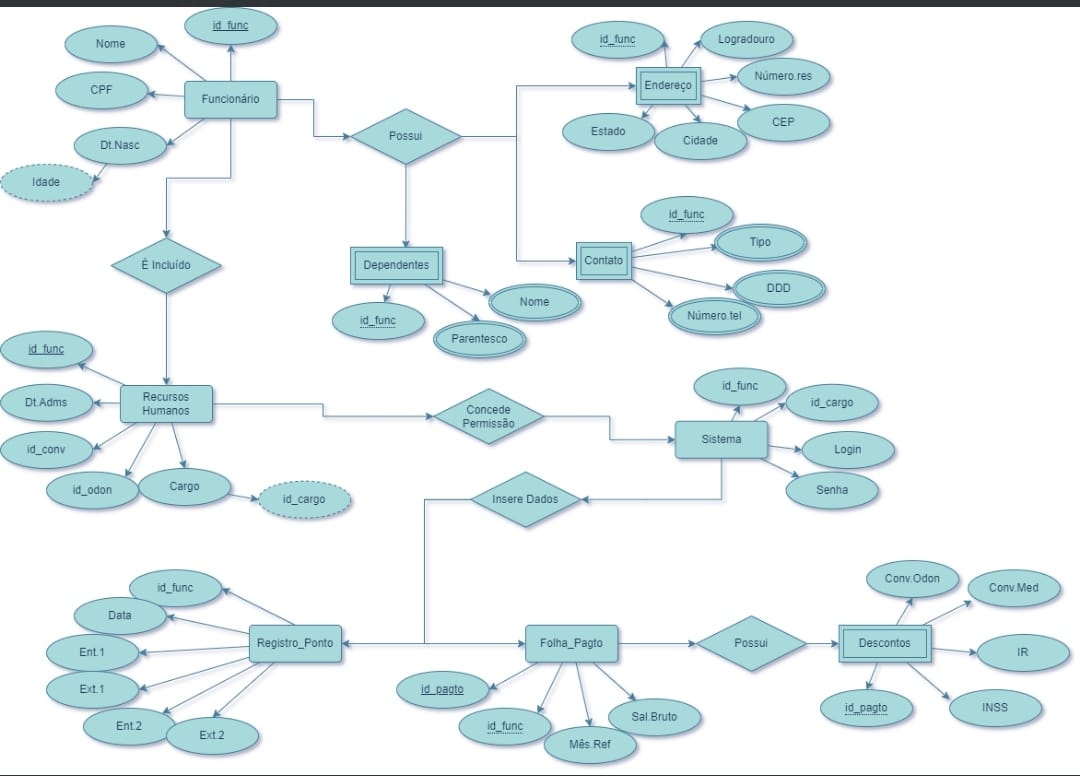 id_func
Nome
CPF
Funcionário
Dt.Nasc
Idade
Possui
id_func
Logradouro
Número.res
Endereço
CEP
Estado
Cidade
É Incluído
Dependentes
id_func
Nome
Parentesco
id_func
Tipo
Contato
DDD
Número.tel
id_func
Dt.Adms
Recursos
Humanos
id_conv
id_odon
Cargo
id_cargo
Concede
Permissão
id_func
id_cargo
Sistema
Login
Senha
Insere Dados
id_func
Data
Ent.1
Registro_Ponto
Ext.1
Ent.2
Ext.2
Folha_Pagto
id_pagto
id_func
Mês.Ref
Sal.Bruto
Possui
Conv.Odon
Conv.Med
Descontos
IR
id_pagto
INSS